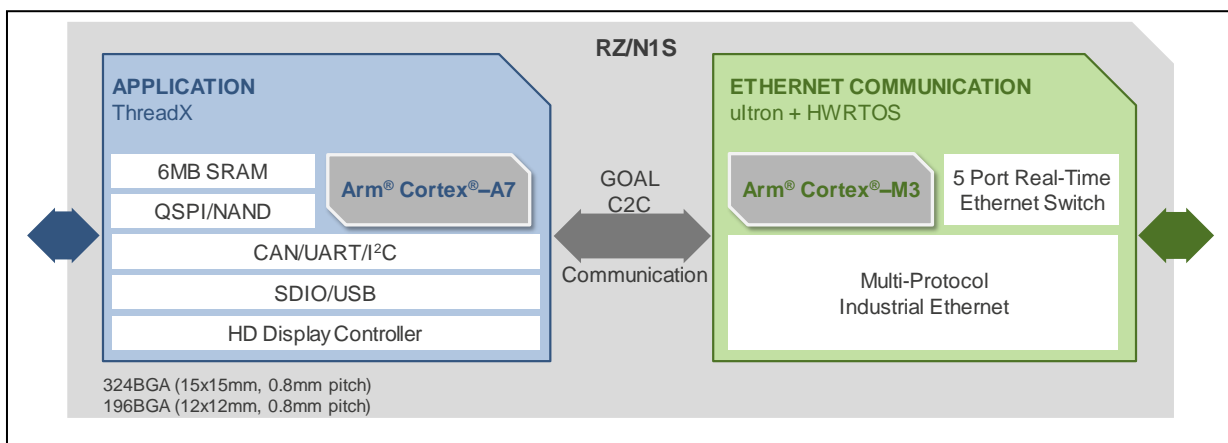 RZ/N1S
APPLICATION
ThreadX
6MB SRAM
QSPI/NAND
Arm® Cortex®–A7
CAN/UART/I²C
SDIO/USB
HD Display Controller
GOAL
C2C
Communication
ETHERNET COMMUNICATION
ultron + HWRTOS
Arm® Cortex®–M3
5 Port Real-Time
Ethernet Switch
Multi-Protocol
Industrial Ethernet
324BGA (15x15mm, 0.8mm pitch)
196BGA (12x12mm, 0.8mm pitch)